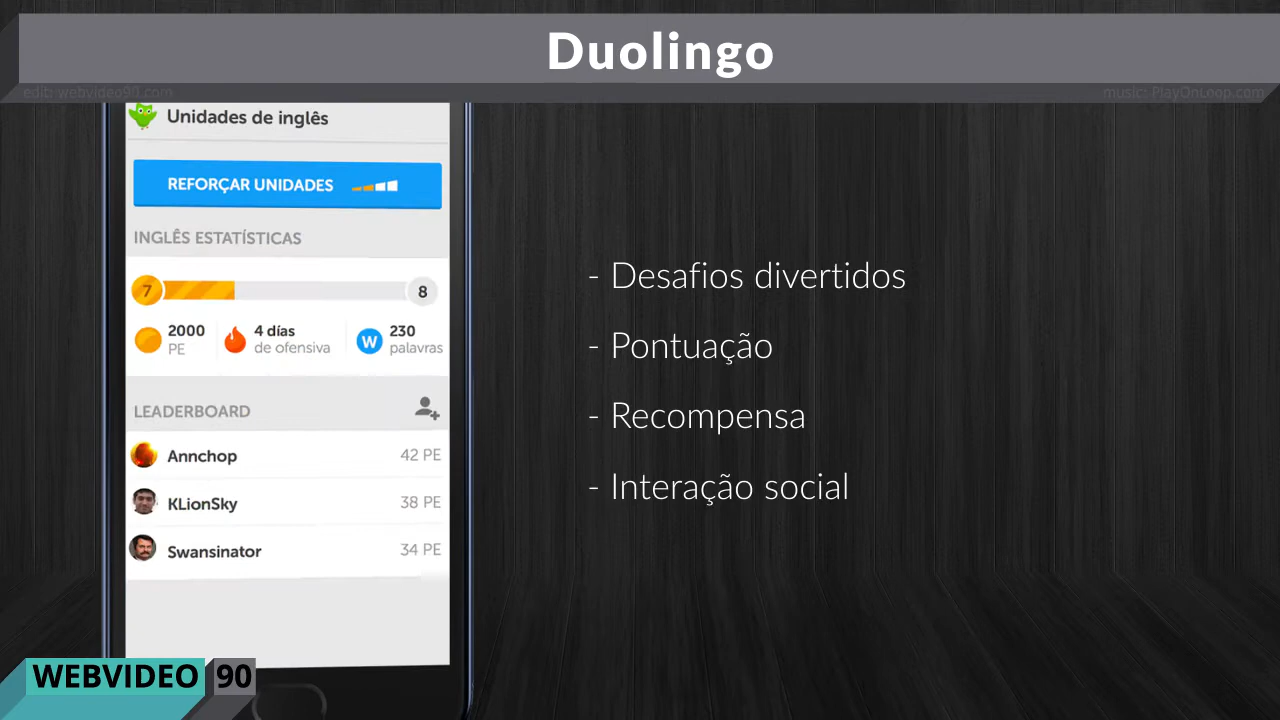 Duolingo
edit: webvideo90.com
music: PlayOnLoop.com
Unidades de inglês
REFORÇAR UNIDADES
INGLÊS ESTATÍSTICAS
7
8
2000
PE
4 días
de ofensiva
W
230
palavras
LEADERBOARD
Annchop 42 PE
KLionSky 38 PE
Swansinator 34 PE
- Desafios divertidos
- Pontuação
- Recompensa
- Interação social
WEBVIDEO 90